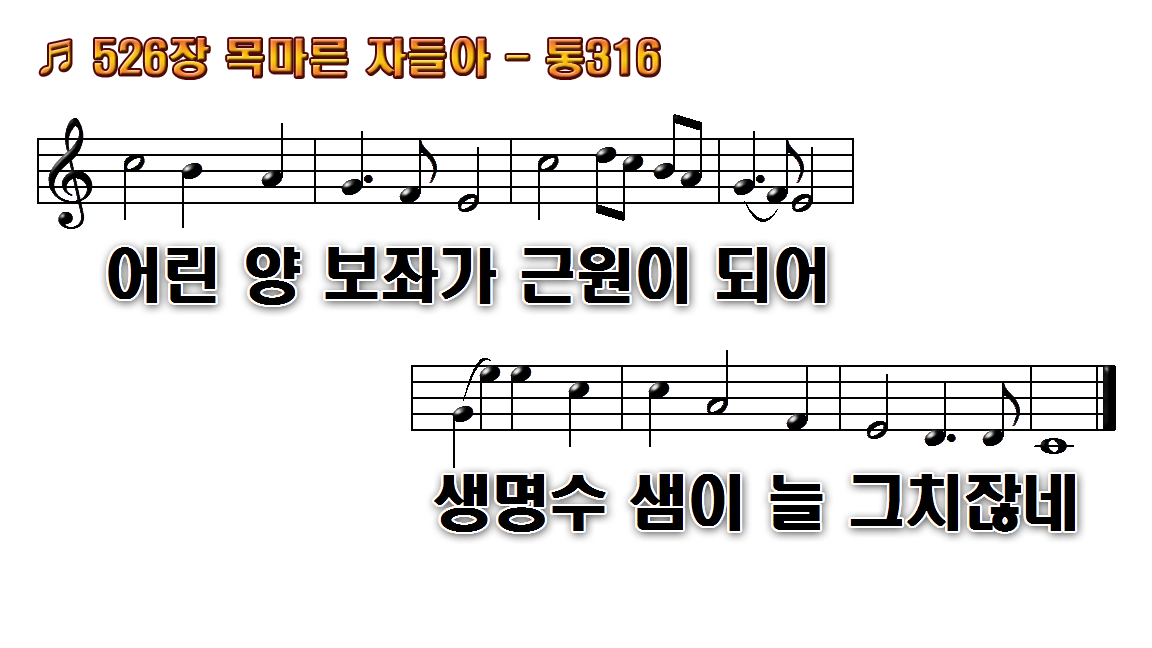 526장 목마른 자들아 - 통316
어린 양 보좌가 근원이 되어
생명수 샘이 늘 그치잖네